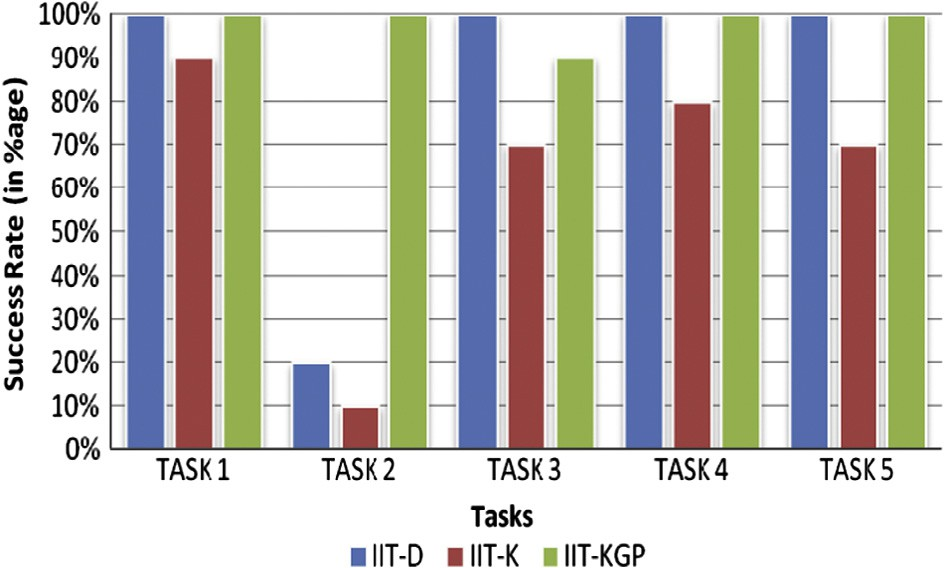 Success Rate (in %age)
100%
90%
80%
70%
60%
50%
40%
30%
20%
10%
0%
TASK 1 TASK 2 TASK 3 TASK 4 TASK 5
Tasks
IIT-D IIT-K IIT-KGP